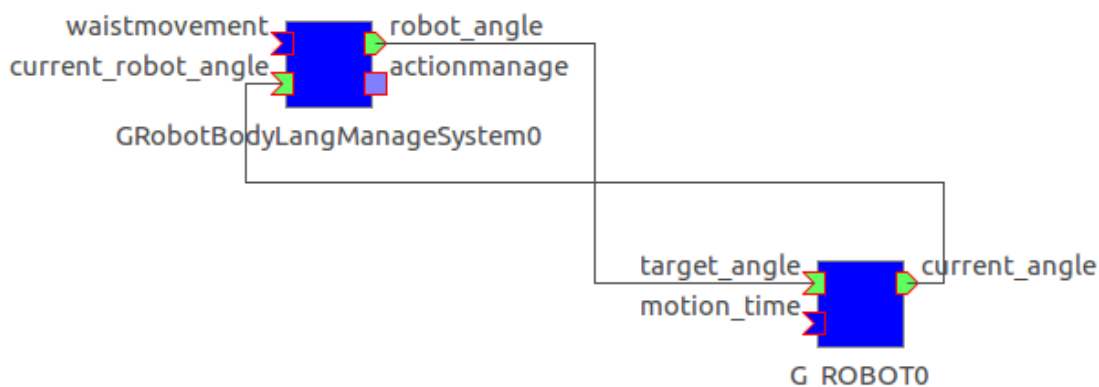 waistmovement
robot_angle
current_robot_angle
actionmanage
GRobotBodyLangManageSystem0
target_angle
current_angle
motion_time
G_ROBOT0